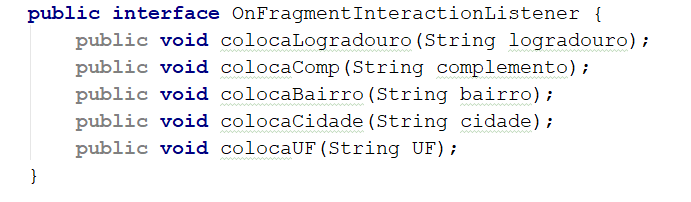 public interface OnFragmentInteractionListener {
    public void colocaLogradouro(String logradouro);
    public void colocaComp(String complemento);
    public void colocaBairro(String bairro);
    public void colocaCidade(String cidade);
    public void colocaUF(String UF);
}